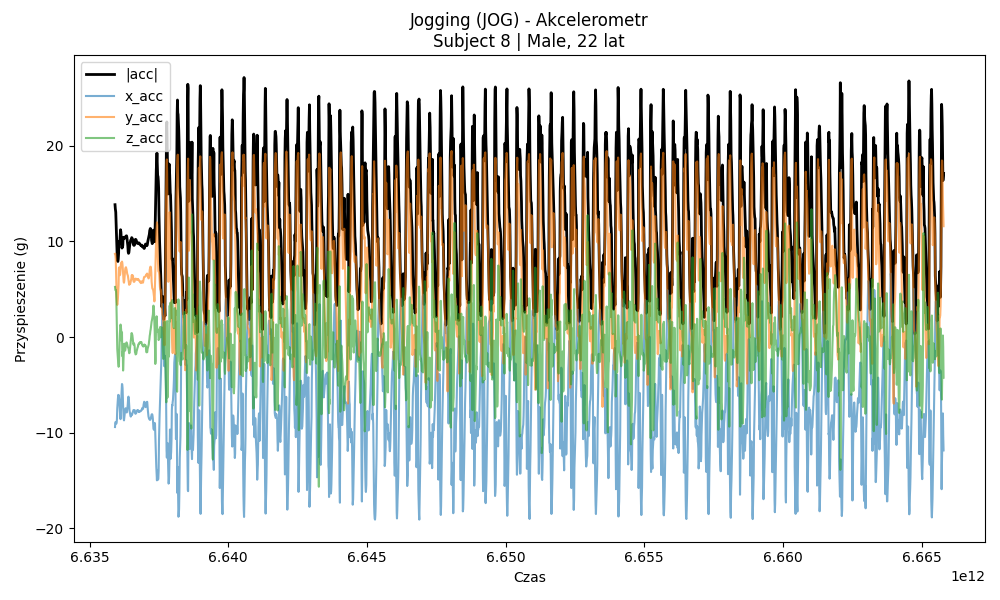 Jogging (JOG) - Akcelerometr
Subject 8 | Male, 22 lat
|acc|
x_acc
y_acc
z_acc
Przyspieszenie (g)
20
10
0
−10
−20
6.635 6.640 6.645 6.650 6.655 6.660 6.665
1e12
Czas